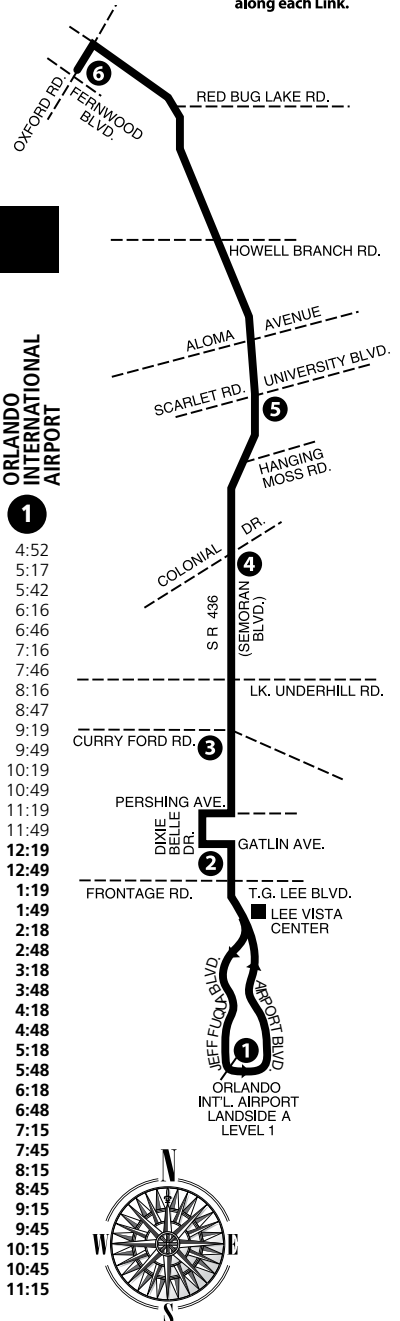 along each Link.
6
OXFORD RD.
FERNWOOD
BLVD.
RED BUG LAKE RD.
HOWELL BRANCH RD.
ALOMA AVENUE
SCARLET RD. UNIVERSITY BLVD.
5
HANGING
MOSS RD.
COLONIAL DR.
4
S R 436
(SEMORAN
BLVD.)
LK. UNDERHILL RD.
CURRY FORD RD.
3
PERSHING AVE.
DIXIE
BELLE
DR.
GATLIN AVE.
2
FRONTAGE RD.
T.G. LEE BLVD.
LEE VISTA
CENTER
JEFF FUQUA BLVD.
AIRPORT BLVD.
1
ORLANDO
INT'L. AIRPORT
LANDSIDE A
LEVEL 1
N
W
E
S
ORLANDO
INTERNATIONAL
AIRPORT
1
4:52
5:17
5:42
6:16
6:46
7:16
7:46
8:16
8:47
9:19
9:49
10:19
10:49
11:19
11:49
12:19
12:49
1:19
1:49
2:18
2:48
3:18
3:48
4:18
4:48
5:18
5:48
6:18
6:48
7:15
7:45
8:15
8:45
9:15
9:45
10:15
10:45
11:15